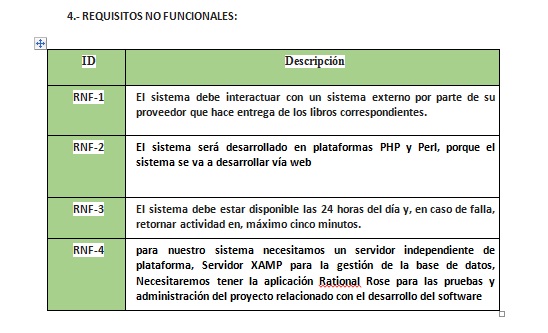 4.- REQUISITOS NO FUNCIONALES:
ID
Descripción
RNF-1
El sistema debe interactuar con un sistema externo por parte de su
proveedor que hace entrega de los libros correspondientes.
RNF-2
El sistema será desarrollado en plataformas PHP y Perl, porque el
sistema se va a desarrollar vía web
RNF-3
El sistema debe estar disponible las 24 horas del día y, en caso de falla,
retornar actividad en, máximo cinco minutos.
RNF-4
para nuestro sistema necesitamos un servidor independiente de
plataforma, Servidor XAMP para la gestión de la base de datos,
Necesitaremos tener la aplicación Rational Rose para las pruebas y
administración del proyecto relacionado con el desarrollo del software